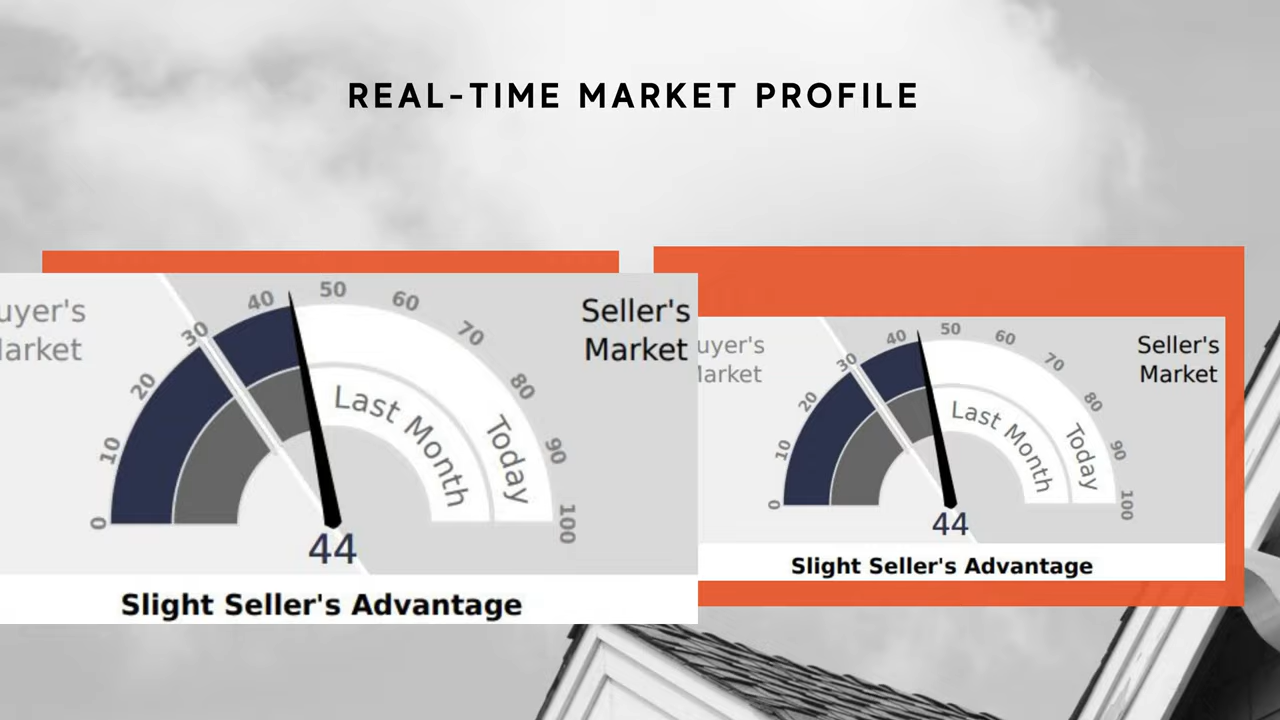 REAL-TIME MARKET PROFILE
uyer's
arket
Seller's
Market
0
10
20
30
40
50
60
70
80
90
100
Last Month
Today
44
Slight Seller's Advantage
uyer's
arket
Seller's
Market
0
10
20
30
40
50
60
70
80
90
100
Last Month
Today
44
Slight Seller's Advantage